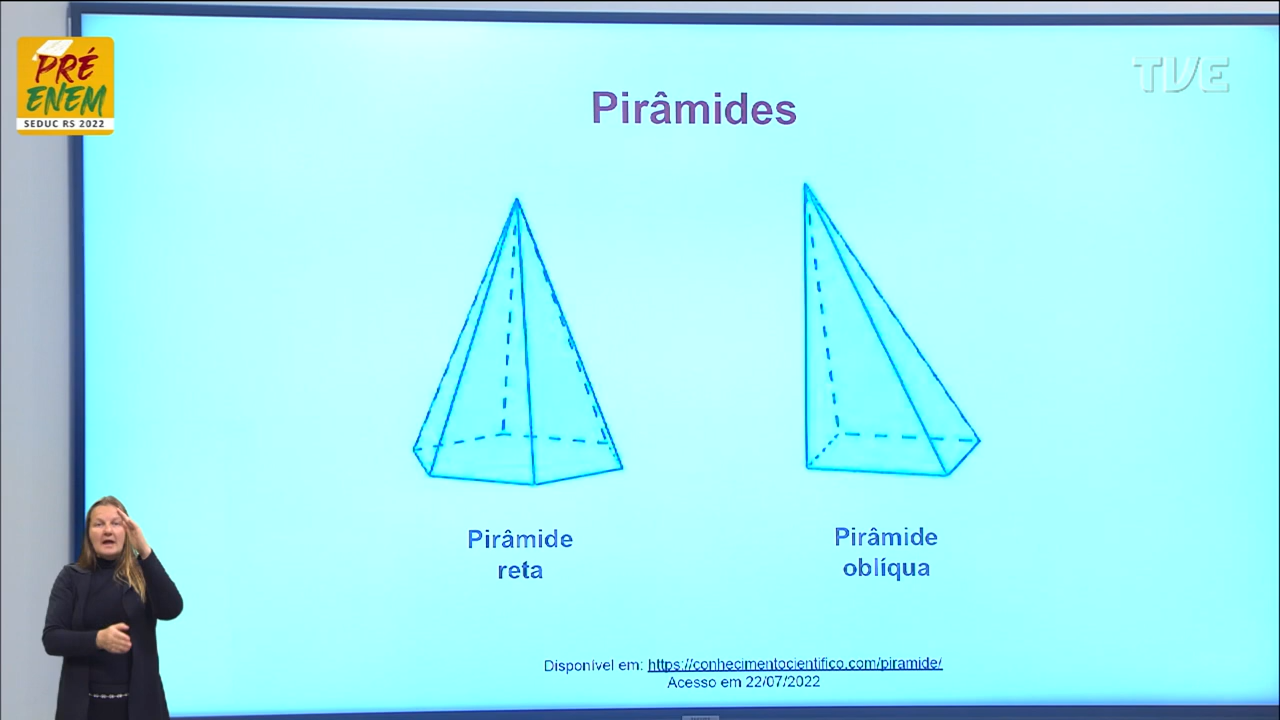 PRÉ
ENEM
SEDUC RS 2022
TVE
Pirâmides
Pirâmide
reta
Pirâmide
oblíqua
Disponível em: https://conhecimentocientifico.com/piramide/
Acesso em 22/07/2022